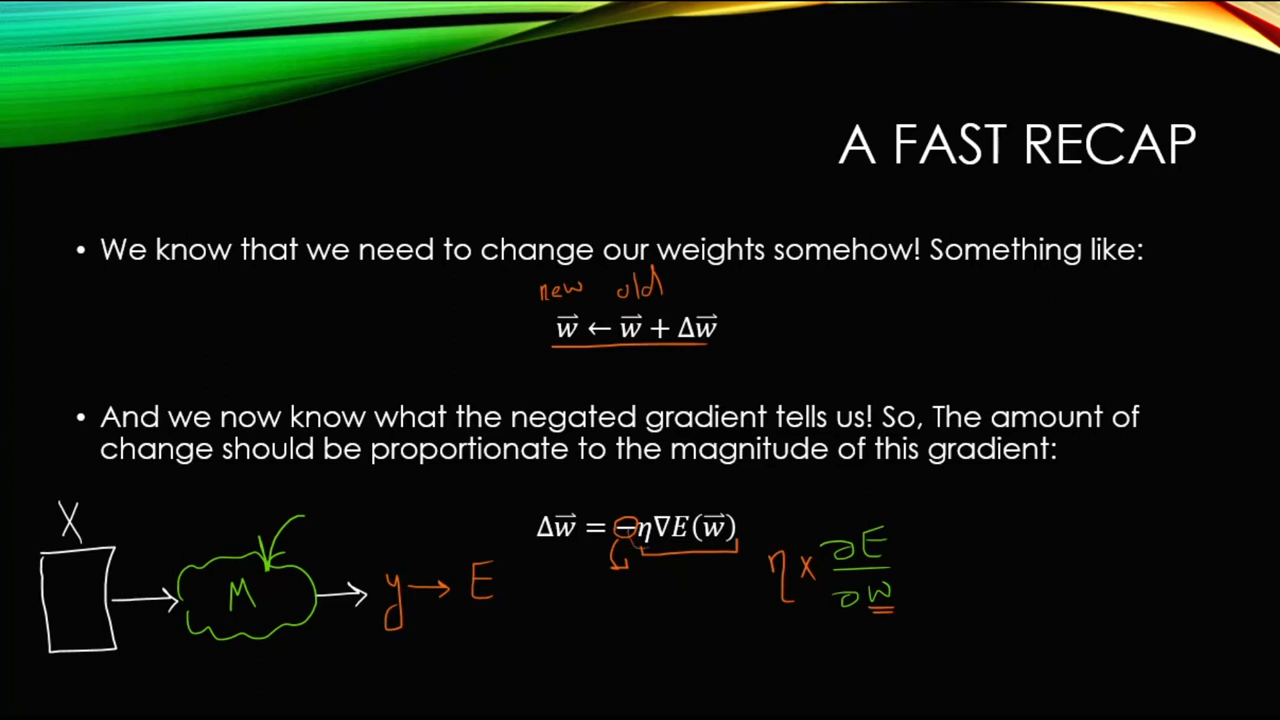 A FAST RECAP
• We know that we need to change our weights somehow! Something like:
new old
w⃗ ← w⃗ + Δw⃗
• And we now know what the negated gradient tells us! So, The amount of
change should be proportionate to the magnitude of this gradient:
Δw⃗ = −η∇E(w⃗)
X
M
y → E
η × ∂E/∂w